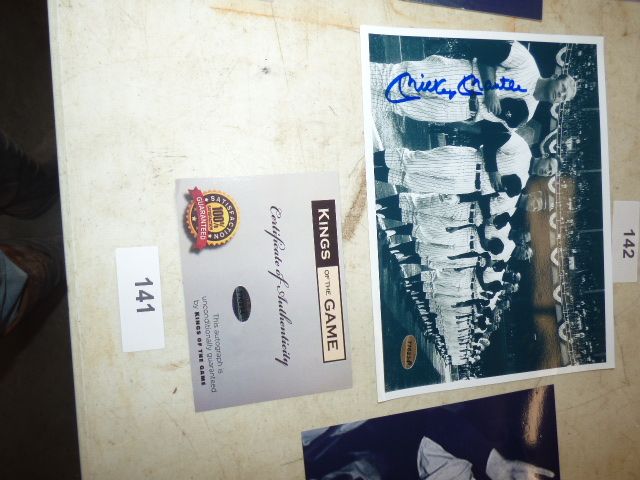 KINGS OF THE GAME
Certificate of Authenticity
SATISFACTION
100%
GUARANTEED
This autograph is
unconditionally guaranteed
by KINGS OF THE GAME
141
142
Mickey Mantle